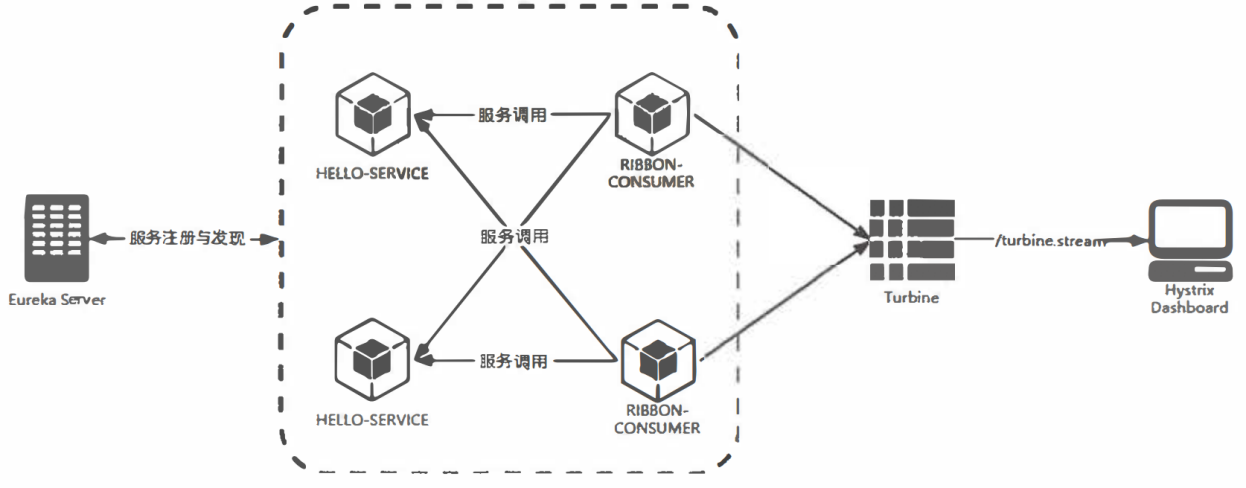 服务调用
HELLO-SERVICE
RIBBON-
CONSUMER
服务注册与发现
Eureka Server
服务调用
/turbine.stream
Turbine
Hystrix
Dashboard
服务调用
HELLO-SERVICE
RIBBON-
CONSUMER